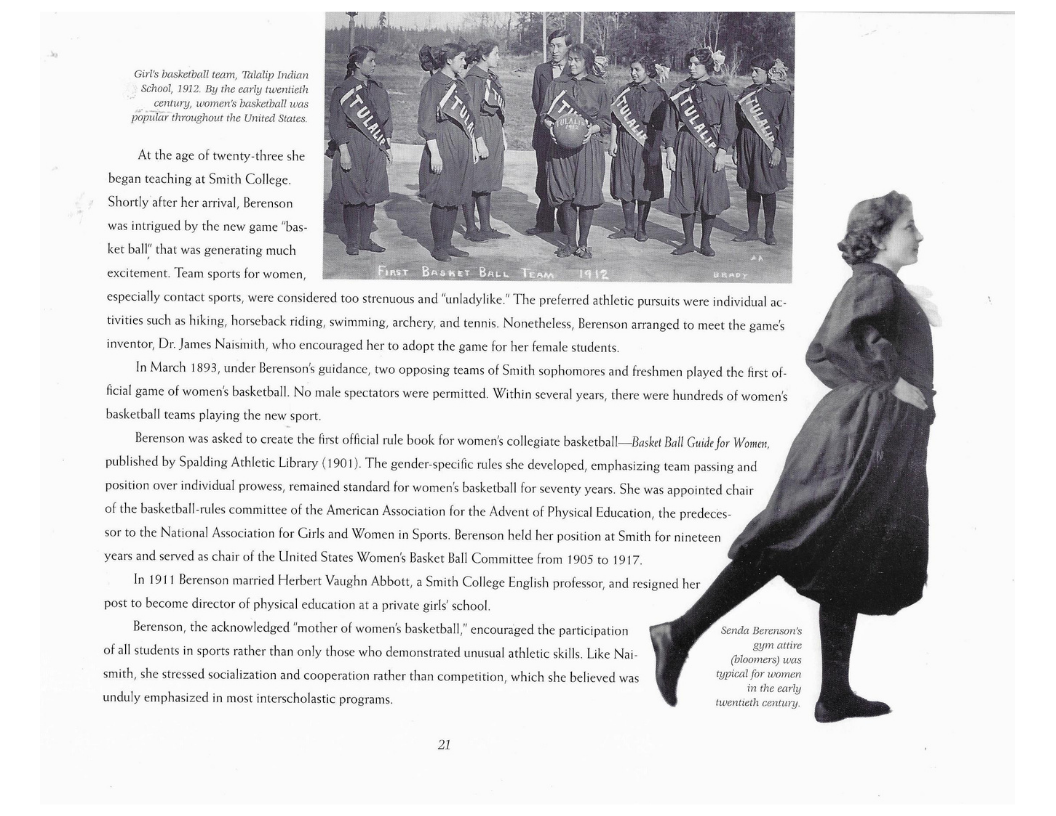 Girl's basketball team, Tulalip Indian
School, 1912. By the early twentieth
century, women's basketball was
popular throughout the United States.
TULALIP
TULALIP
TULALIP
TULALIP
1912
TULALIP
TULALIP
TULALIP
FIRST BASKET BALL TEAM 1912
BRADY
At the age of twenty-three she
began teaching at Smith College.
Shortly after her arrival, Berenson
was intrigued by the new game "bas-
ket ball" that was generating much
excitement. Team sports for women,
especially contact sports, were considered too strenuous and "unladylike." The preferred athletic pursuits were individual ac-
tivities such as hiking, horseback riding, swimming, archery, and tennis. Nonetheless, Berenson arranged to meet the game's
inventor, Dr. James Naismith, who encouraged her to adopt the game for her female students.
In March 1893, under Berenson's guidance, two opposing teams of Smith sophomores and freshmen played the first of-
ficial game of women's basketball. No male spectators were permitted. Within several years, there were hundreds of women's
basketball teams playing the new sport.
Berenson was asked to create the first official rule book for women's collegiate basketball—Basket Ball Guide for Women,
published by Spalding Athletic Library (1901). The gender-specific rules she developed, emphasizing team passing and
position over individual prowess, remained standard for women's basketball for seventy years. She was appointed chair
of the basketball-rules committee of the American Association for the Advent of Physical Education, the predeces-
sor to the National Association for Girls and Women in Sports. Berenson held her position at Smith for nineteen
years and served as chair of the United States Women's Basket Ball Committee from 1905 to 1917.
In 1911 Berenson married Herbert Vaughn Abbott, a Smith College English professor, and resigned her
post to become director of physical education at a private girls' school.
Berenson, the acknowledged "mother of women's basketball," encouraged the participation
of all students in sports rather than only those who demonstrated unusual athletic skills. Like Nai-
smith, she stressed socialization and cooperation rather than competition, which she believed was
unduly emphasized in most interscholastic programs.
Senda Berenson's
gym attire
(bloomers) was
typical for women
in the early
twentieth century.
21